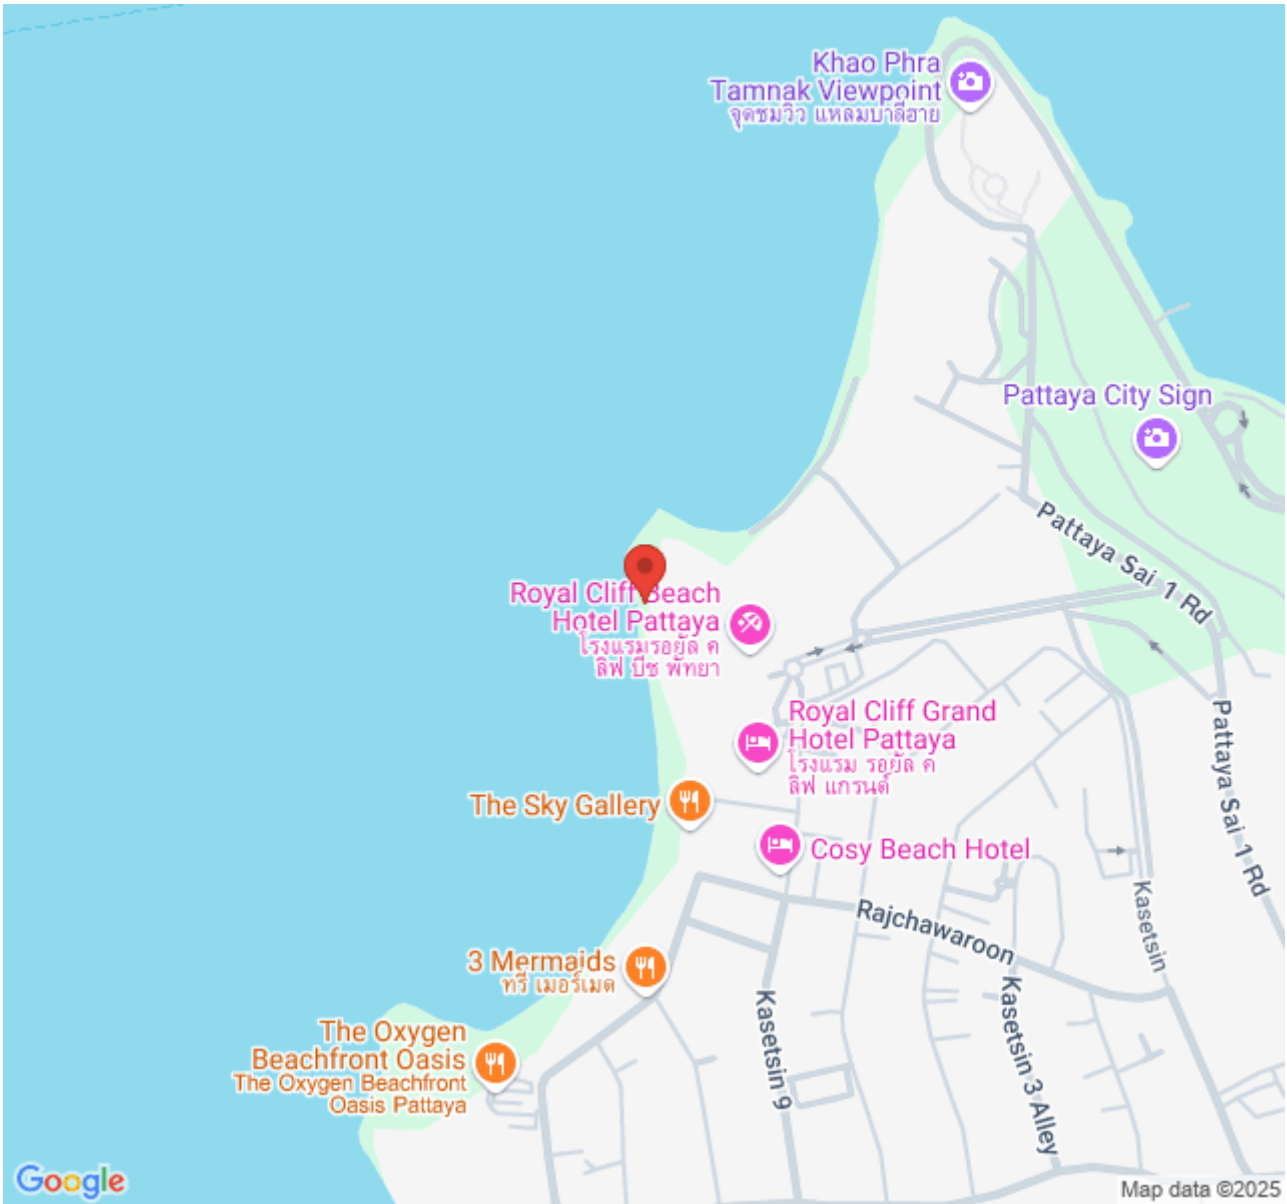 Khao Phra
Tamnak Viewpoint
จุดชมวิว แหลมบาลีฮาย
Pattaya City Sign
Pattaya Sai 1 Rd
Royal Cliff Beach
Hotel Pattaya
โรงแรมรอยัล ค
ลิฟ บีช พัทยา
Royal Cliff Grand
Hotel Pattaya
โรงแรม รอยัล ค
ลิฟ แกรนด์
Pattaya Sai 1 Rd
The Sky Gallery
Cosy Beach Hotel
Kasetsin
Rajchawaroon
3 Mermaids
ทรี เมอร์เมด
Kasetsin 9
Kasetsin 3 Alley
The Oxygen
Beachfront Oasis
The Oxygen Beachfront
Oasis Pattaya
Google
Map data ©2025